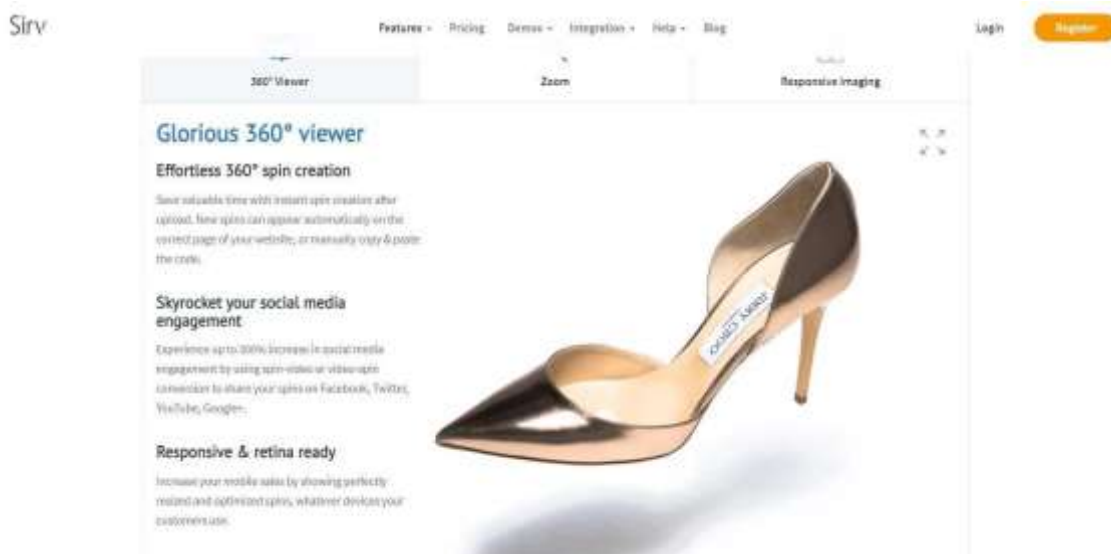 Sirv
Features Pricing Demos Integration Help Blog
Login Register
360° Viewer Zoom Responsive Imaging
Glorious 360° viewer
Effortless 360° spin creation
Save valuable time with instant spin creation after
upload. New spins can appear automatically on the
correct page of your website, or manually copy & paste
the code.
Skyrocket your social media
engagement
Experience up to 300% increase in social media
engagement by using spin-video or video-spin
conversion to share your spins on Facebook, Twitter,
YouTube, Google+.
Responsive & retina ready
Increase your mobile sales by showing perfectly
resized and optimized spins, whatever devices your
customers use.
JIMMY CHOO